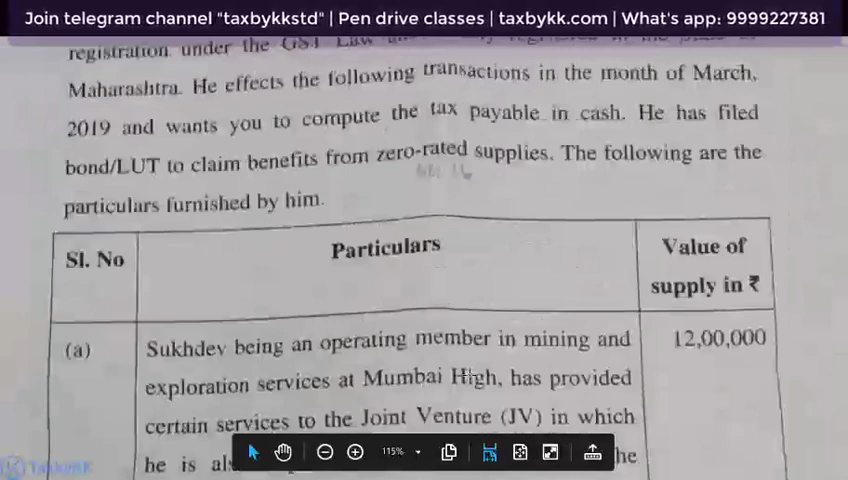 Join telegram channel "taxbykkstd" | Pen drive classes | taxbykk.com | What's app: 9999227381
registration under the GST Law
Maharashtra. He effects the following transactions in the month of March,
2019 and wants you to compute the tax payable in cash. He has filed
bond/LUT to claim benefits from zero-rated supplies. The following are the
particulars furnished by him.
Sl. No
Particulars
Value of
supply in ₹
(a)
Sukhdev being an operating member in mining and
12,00,000
exploration services at Mumbai High, has provided
certain services to the Joint Venture (JV) in which
he is
115%